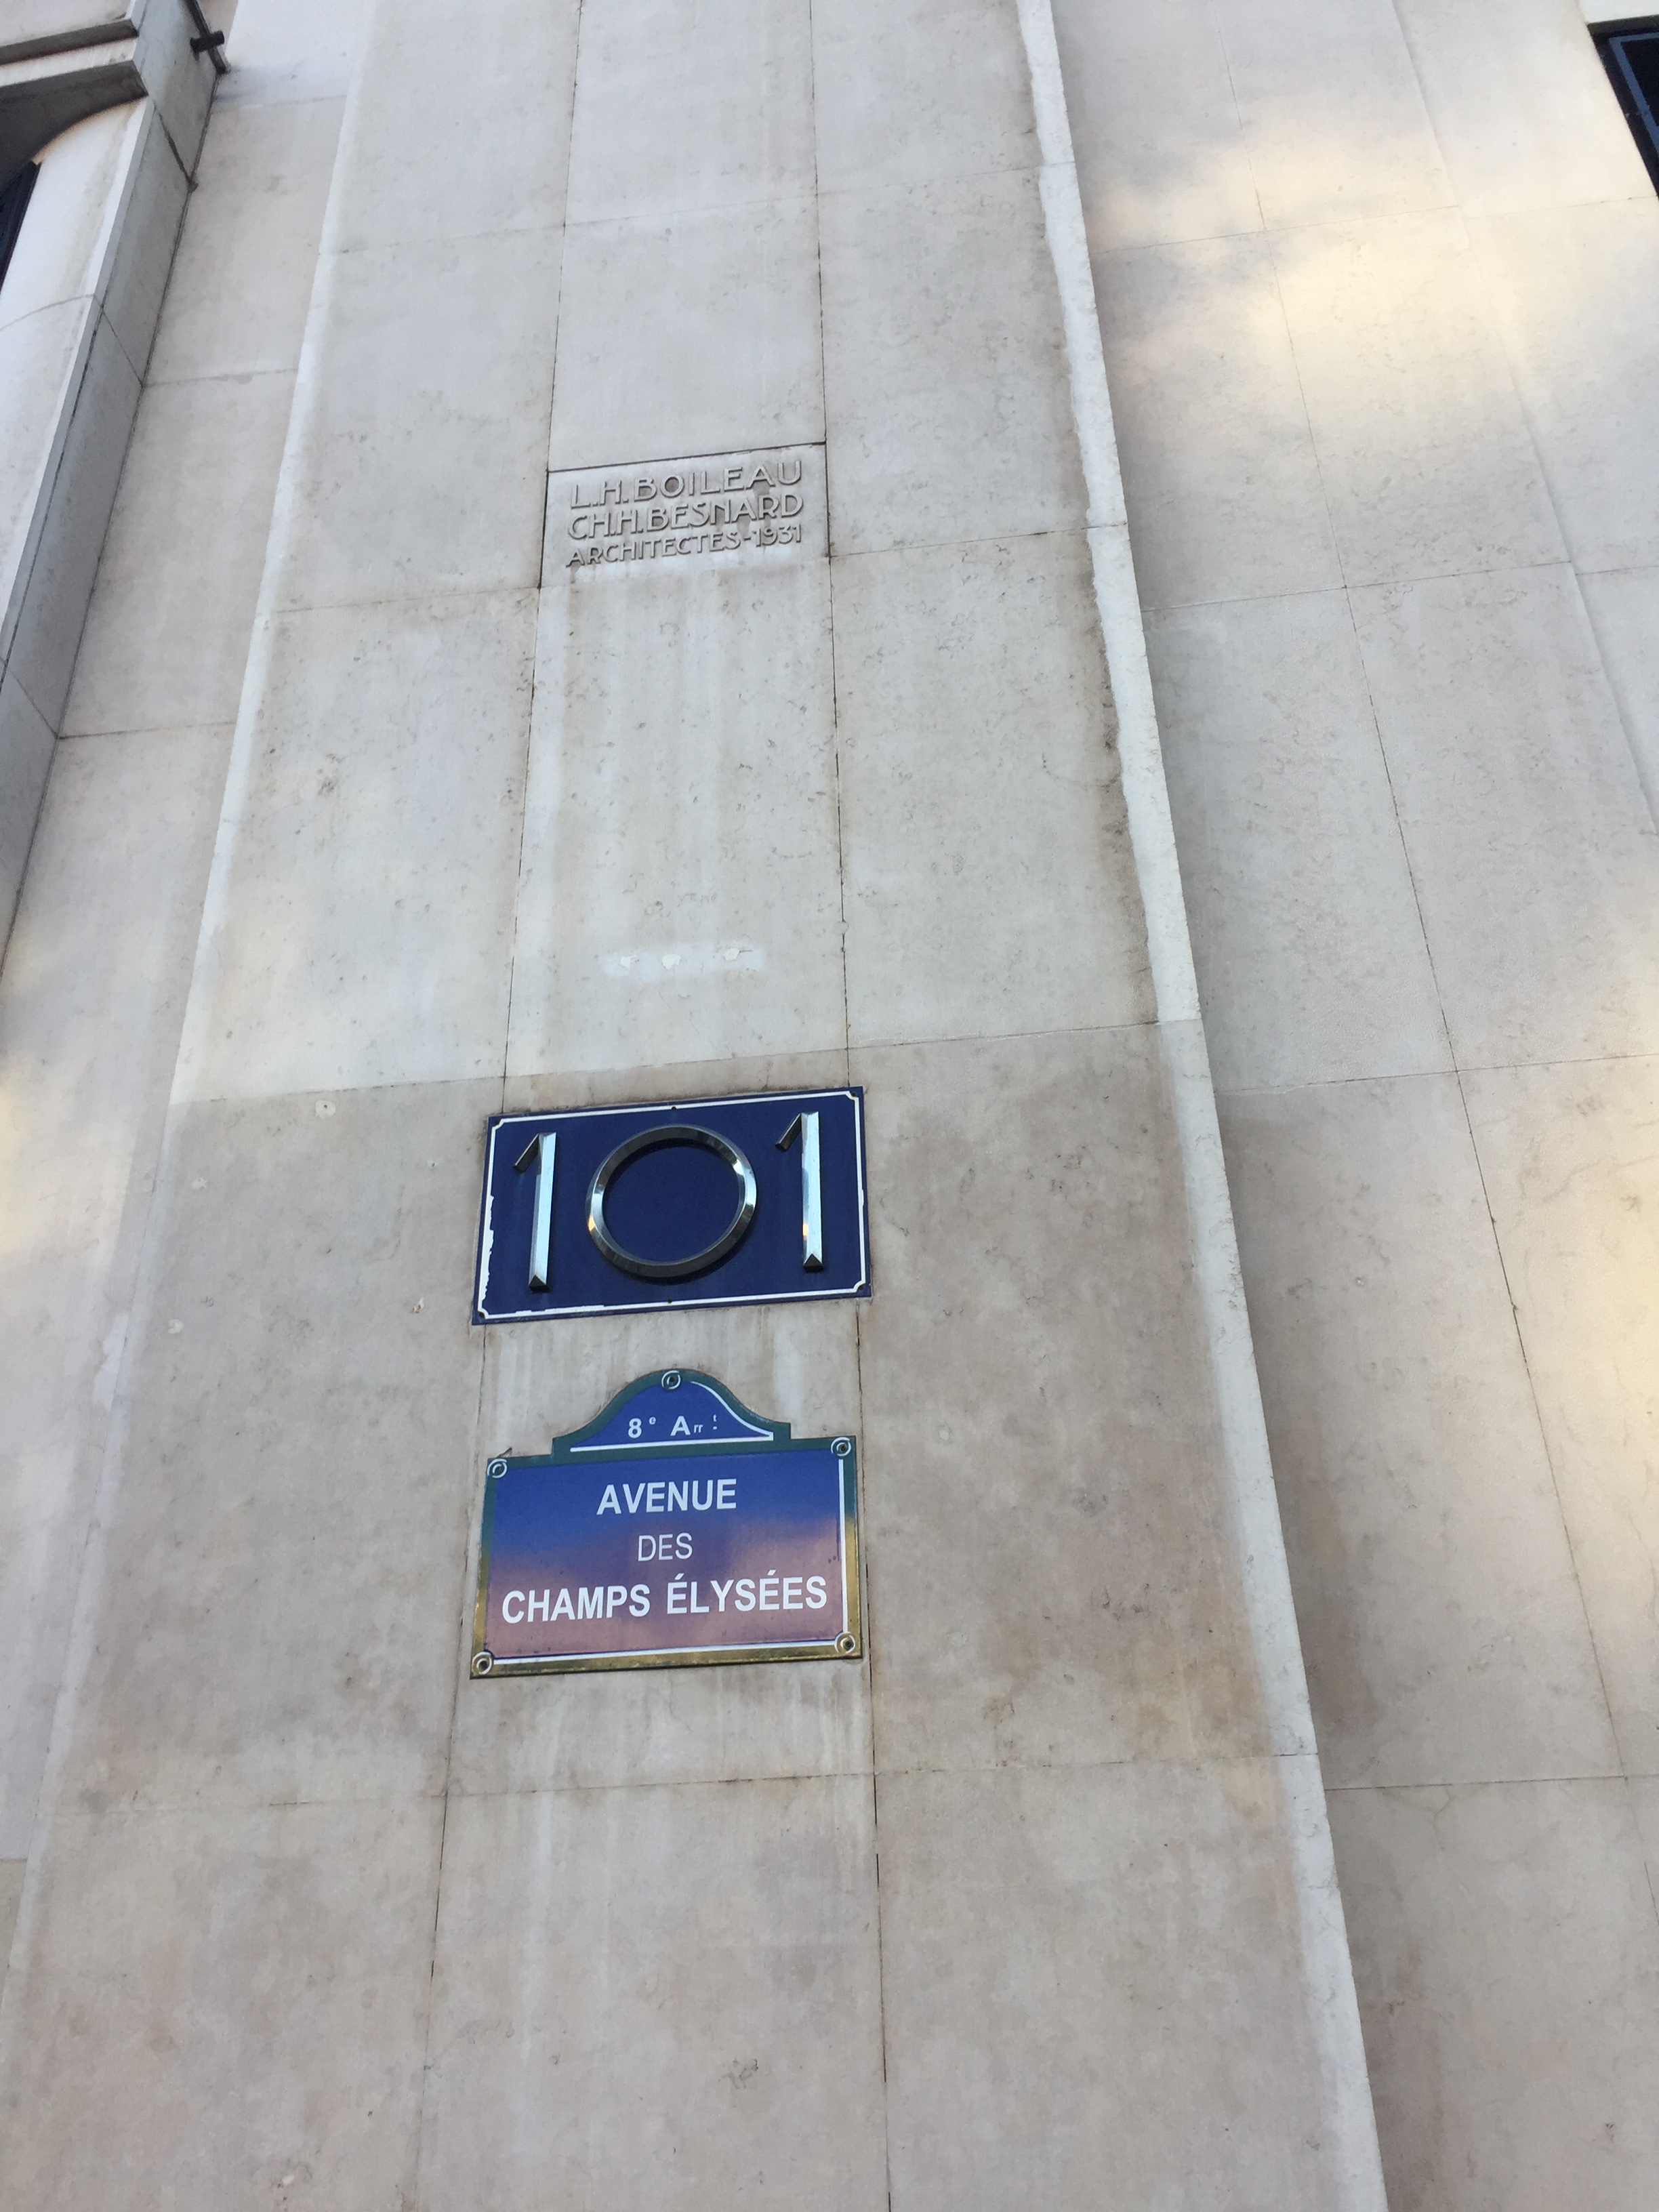 L.H.BOILEAU
CH.H.BESNARD
ARCHITECTES-1931
101
8e Arrt
AVENUE
DES
CHAMPS ÉLYSÉES